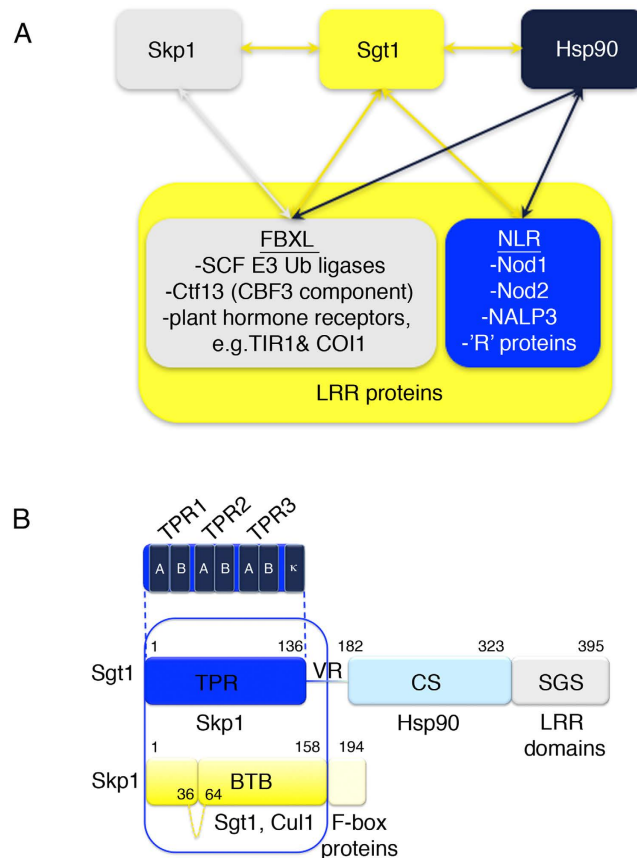 A
Skp1
Sgt1
Hsp90
FBXL
-SCF E3 Ub ligases
-Ctf13 (CBF3 component)
-plant hormone receptors,
e.g.TIR1& COI1
NLR
-Nod1
-Nod2
-NALP3
-'R' proteins
LRR proteins
B
TPR1 TPR2 TPR3
A B A B A B κ
1 136 182 323 395
Sgt1 TPR VR CS SGS
Skp1 Hsp90 LRR
domains
1 158 194
Skp1 36 64 BTB
Sgt1, Cul1 F-box
proteins